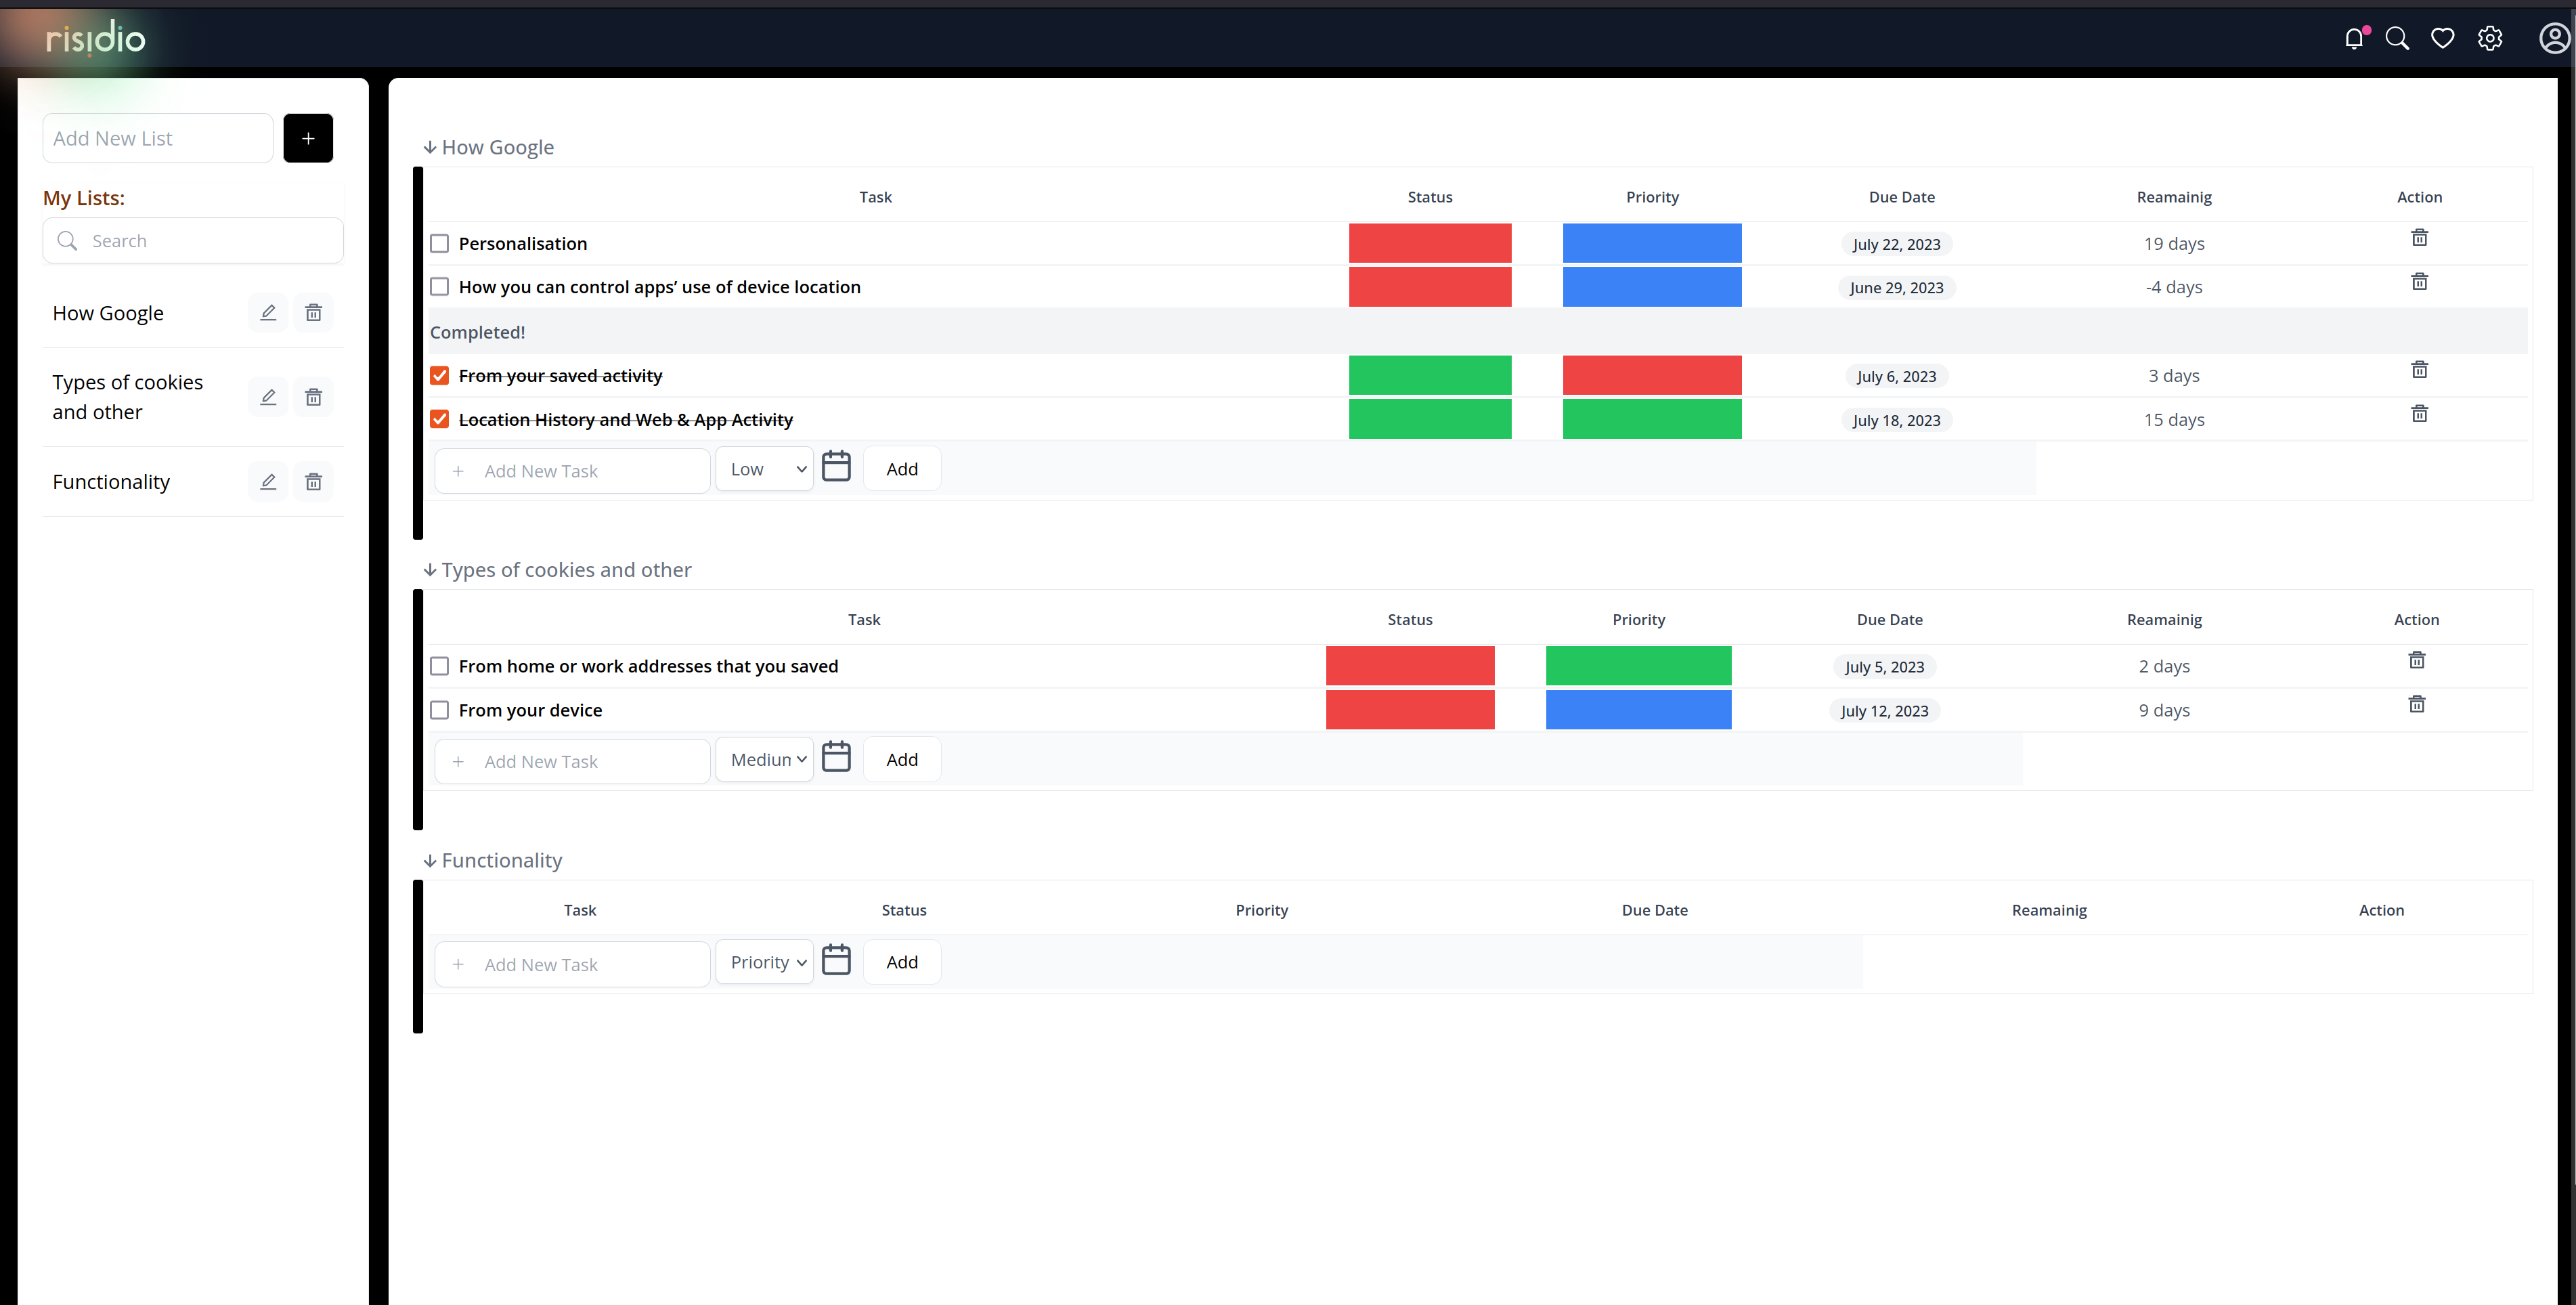 risidio
Add New List
+
My Lists:
Search
How Google
Types of cookies
and other
Functionality
How Google
Task Status Priority Due Date Reamainig Action
Personalisation July 22, 2023 19 days
How you can control apps’ use of device location June 29, 2023 -4 days
Completed!
From your saved activity July 6, 2023 3 days
Location History and Web & App Activity July 18, 2023 15 days
+ Add New Task Low Add
Types of cookies and other
Task Status Priority Due Date Reamainig Action
From home or work addresses that you saved July 5, 2023 2 days
From your device July 12, 2023 9 days
+ Add New Task Mediun Add
Functionality
Task Status Priority Due Date Reamainig Action
+ Add New Task Priority Add